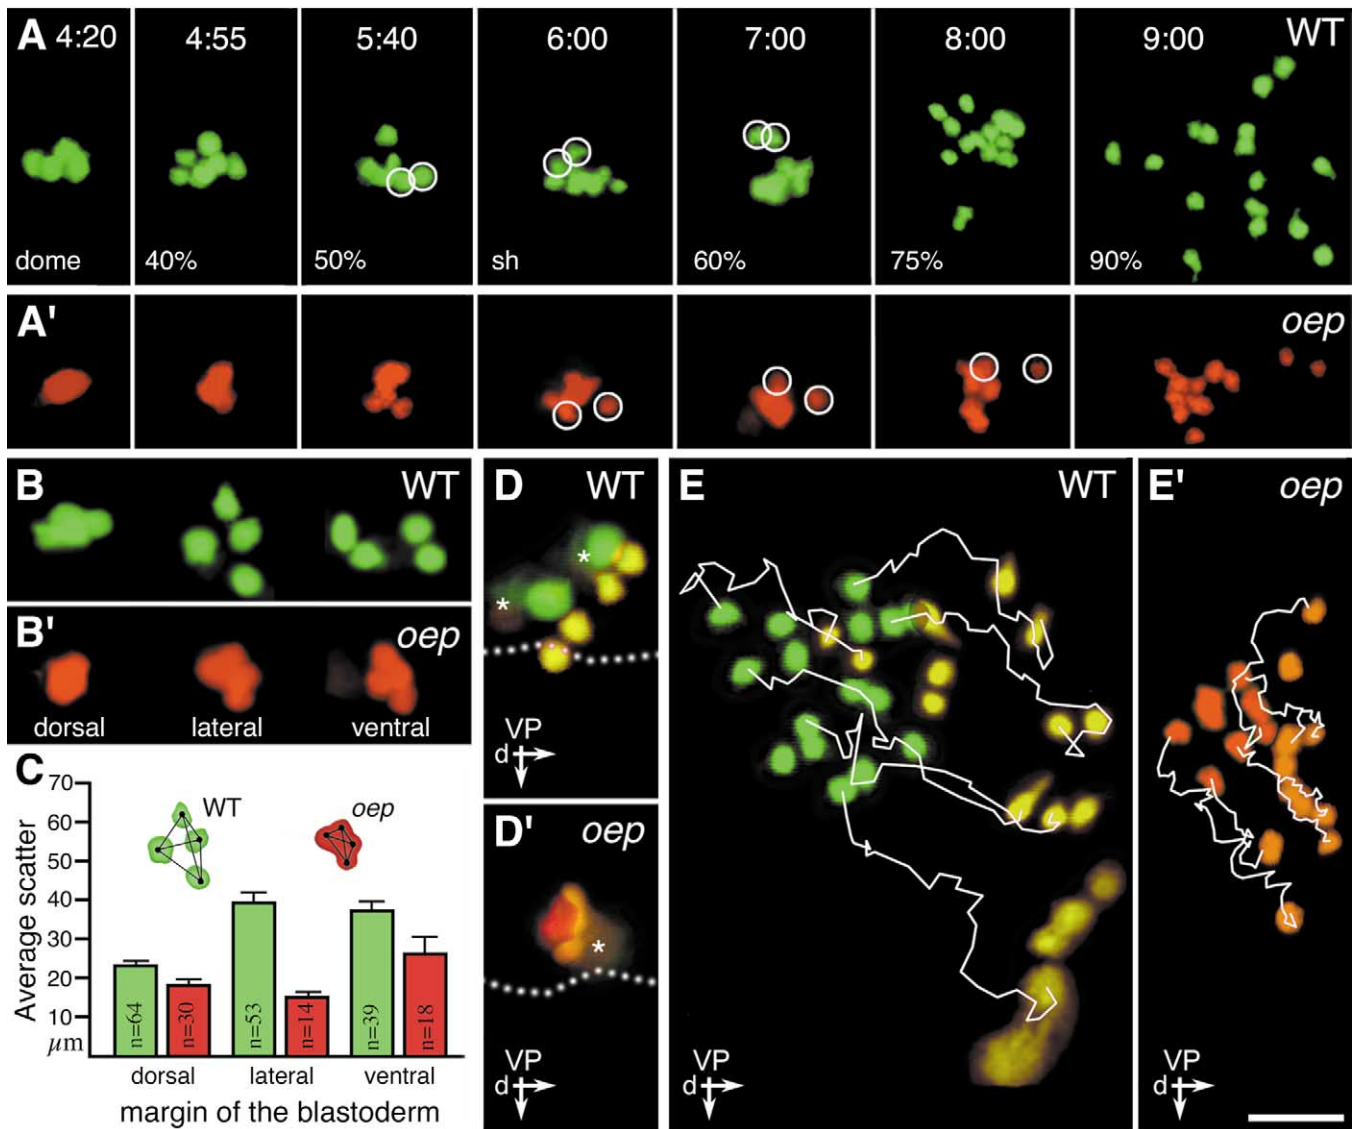 A 4:20 4:55 5:40 6:00 7:00 8:00 9:00 WT
dome 40% 50% sh 60% 75% 90%
A' oep
B WT
B' oep
dorsal lateral ventral
C
70
60
50
40
30
20
10
µm
Average scatter
WT oep
n=64 n=30 n=53 n=14 n=39 n=18
dorsal lateral ventral
margin of the blastoderm
D WT
*
*
VP
d
D' oep
*
VP
d
E WT
VP
d
E' oep
VP
d